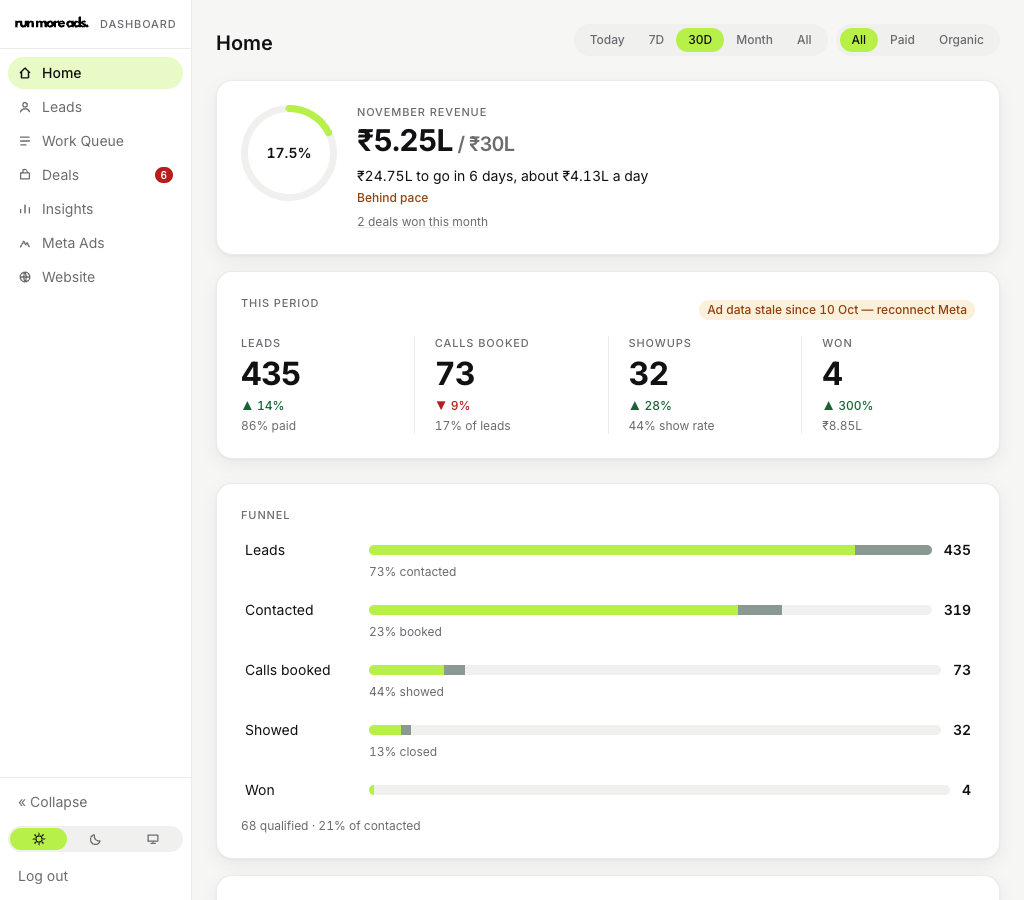 run more ads. DASHBOARD
Home
Leads
Work Queue
Deals 6
Insights
Meta Ads
Website
« Collapse
Log out
Home
Today 7D 30D Month All
All Paid Organic
17.5%
NOVEMBER REVENUE
₹5.25L / ₹30L
₹24.75L to go in 6 days, about ₹4.13L a day
Behind pace
2 deals won this month
THIS PERIOD
Ad data stale since 10 Oct — reconnect Meta
LEADS
435
▲ 14%
86% paid
CALLS BOOKED
73
▼ 9%
17% of leads
SHOWUPS
32
▲ 28%
44% show rate
WON
4
▲ 300%
₹8.85L
FUNNEL
Leads 435
73% contacted
Contacted 319
23% booked
Calls booked 73
44% showed
Showed 32
13% closed
Won 4
68 qualified · 21% of contacted